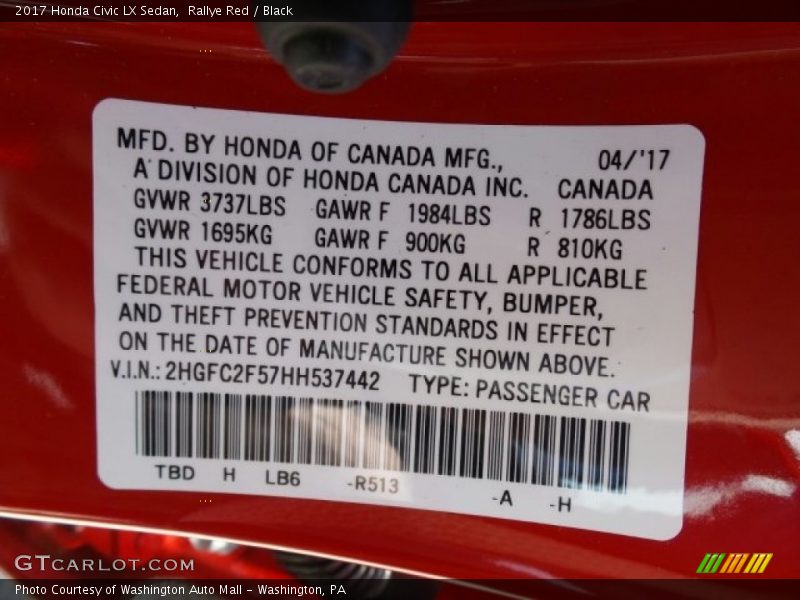 2017 Honda Civic LX Sedan,  Rallye Red / Black
MFD. BY HONDA OF CANADA MFG., 04/'17
A DIVISION OF HONDA CANADA INC. CANADA
GVWR 3737LBS GAWR F 1984LBS R 1786LBS
GVWR 1695KG GAWR F 900KG R 810KG
THIS VEHICLE CONFORMS TO ALL APPLICABLE
FEDERAL MOTOR VEHICLE SAFETY, BUMPER,
AND THEFT PREVENTION STANDARDS IN EFFECT
ON THE DATE OF MANUFACTURE SHOWN ABOVE.
V.I.N.: 2HGFC2F57HH537442 TYPE: PASSENGER CAR
TBD H LB6 -R513 -A -H
GTCARLOT.COM
Photo Courtesy of Washington Auto Mall - Washington, PA